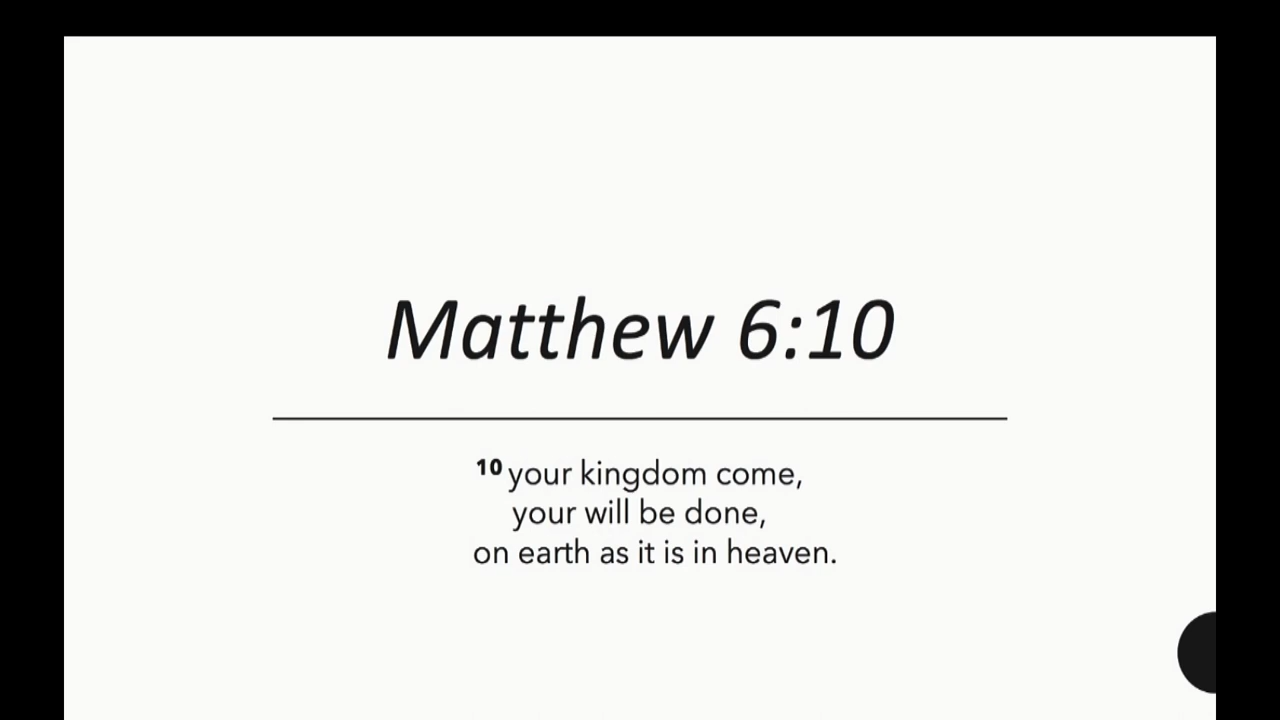 Matthew 6:10
10 your kingdom come,
your will be done,
on earth as it is in heaven.